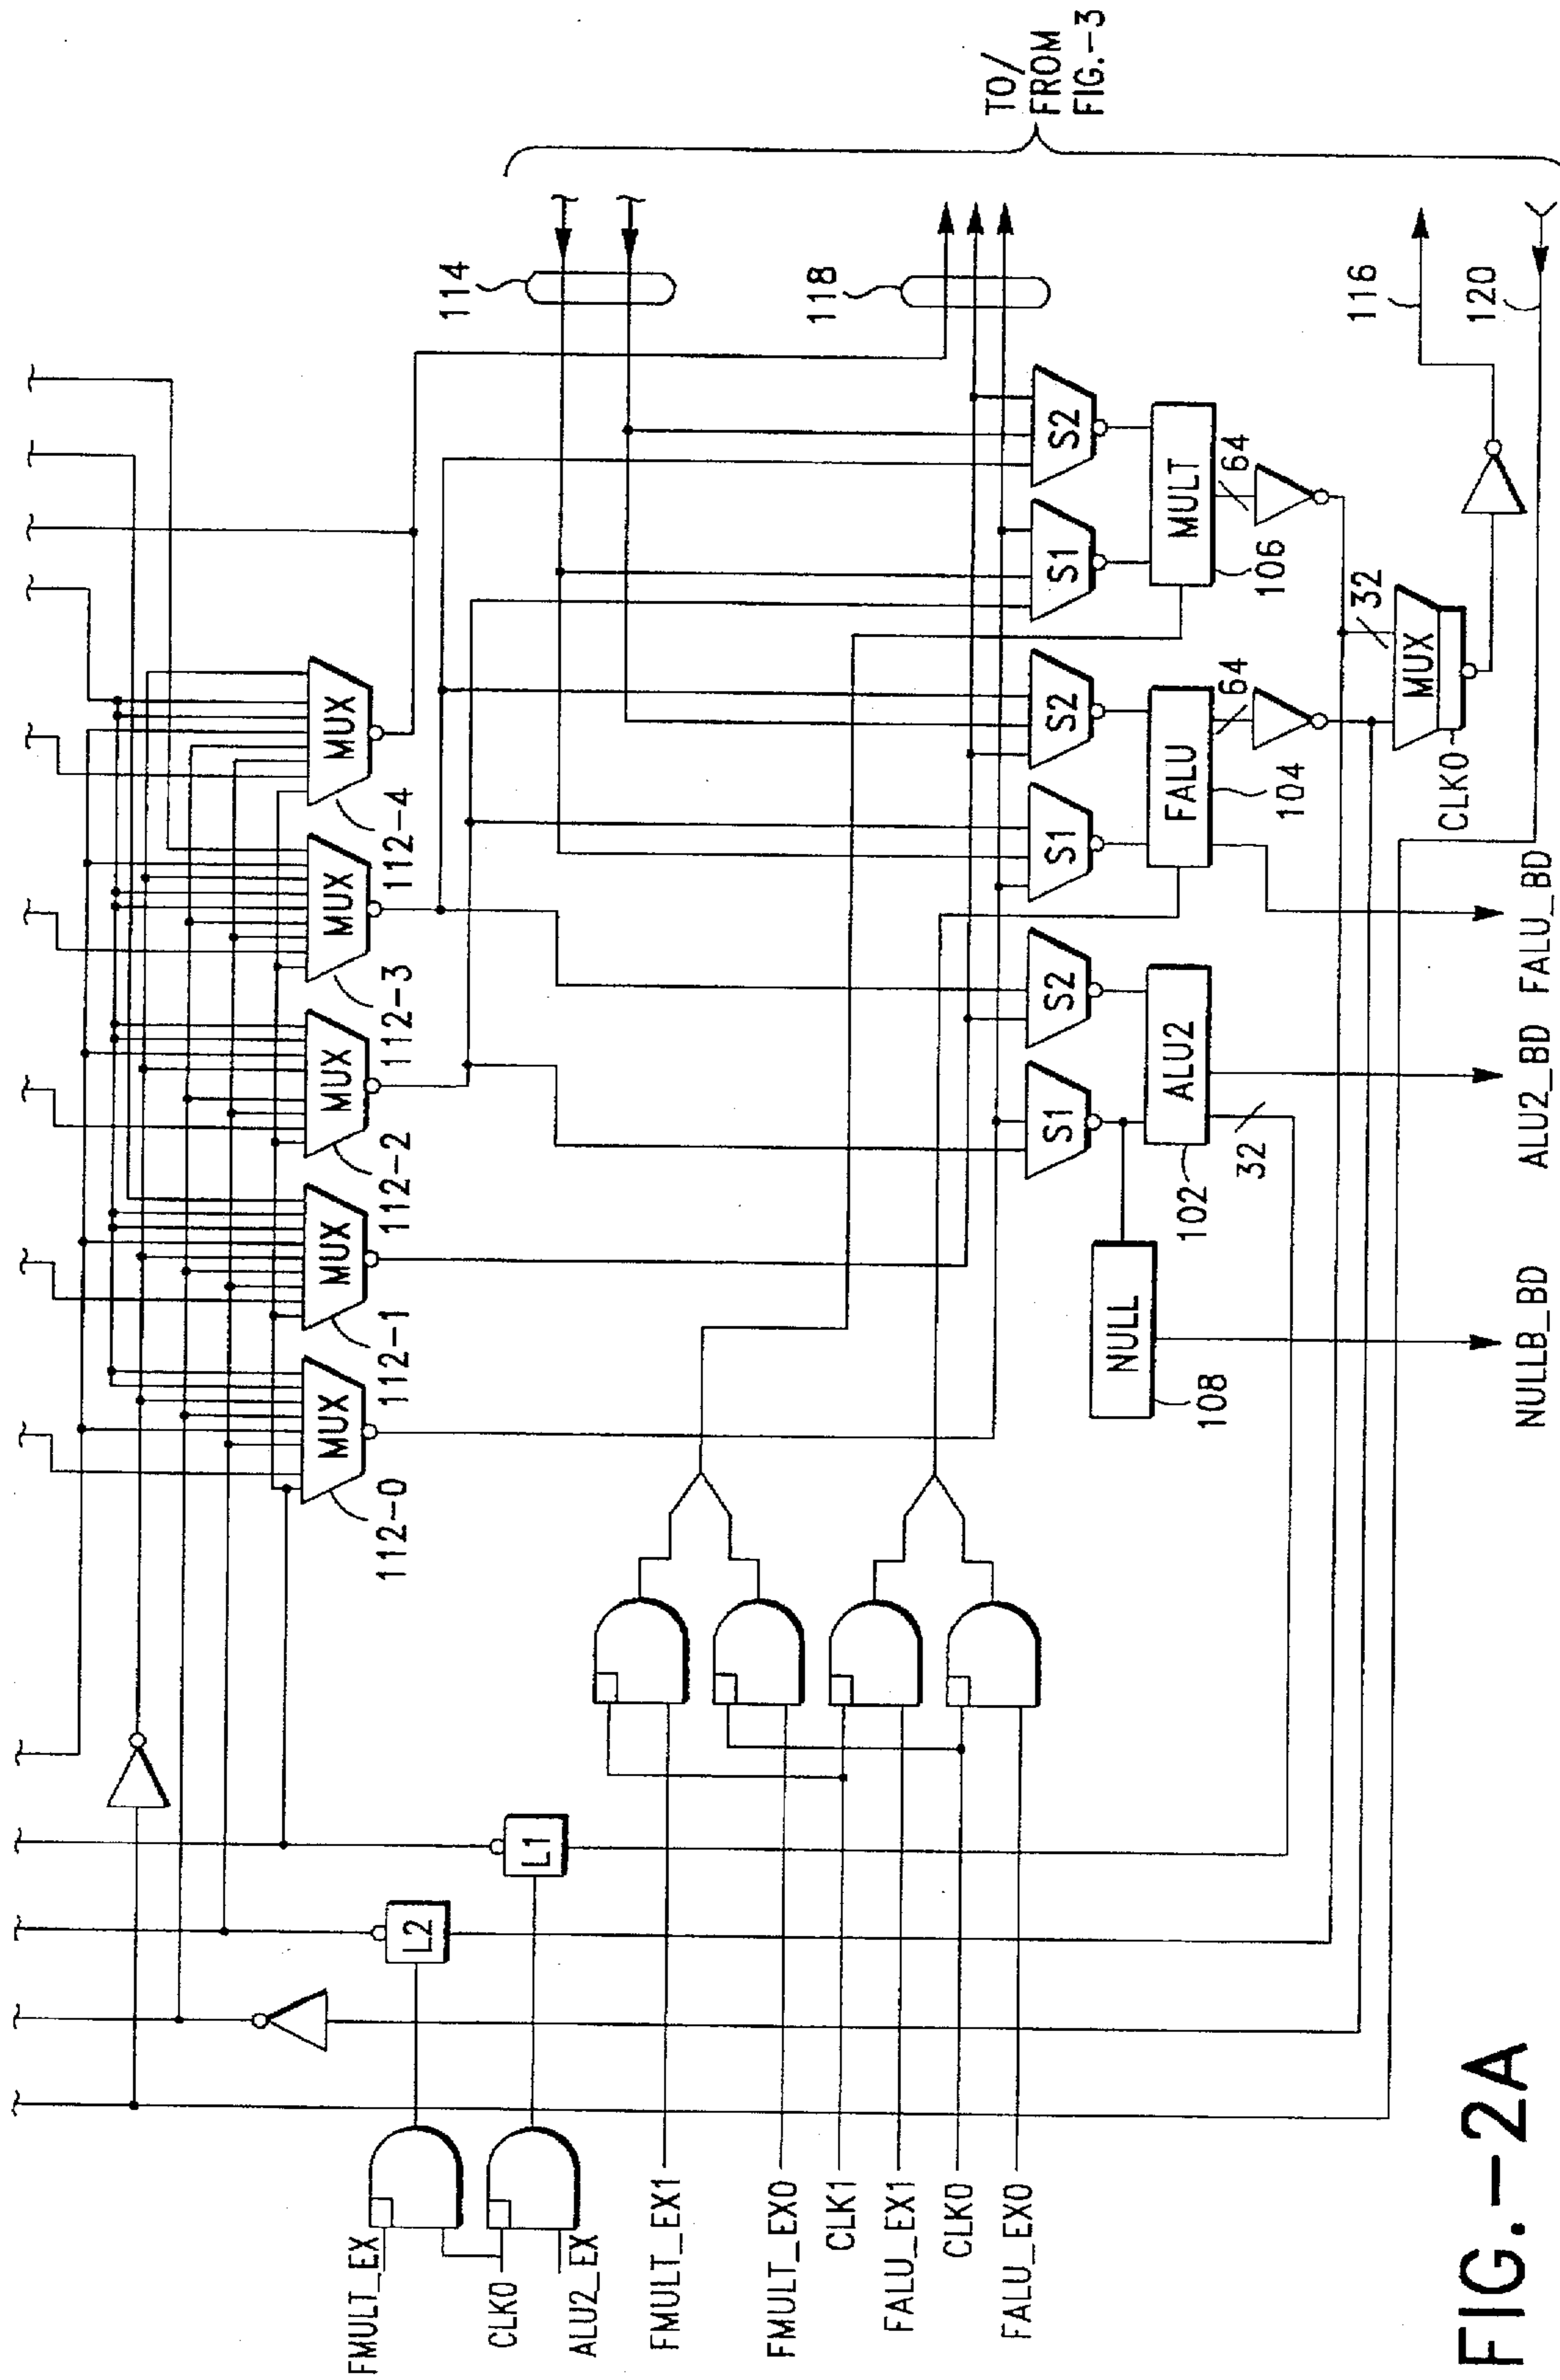 TO/
FROM
FIG.-3
114
118
116
120
MUX
MUX
MUX
MUX
MUX
112-0
112-1
112-2
112-3
112-4
S1
S2
S1
S2
S1
S2
NULL
108
ALU2
102
32
FALU
104
64
MULT
106
64
32
MUX
CLK0
L2
L1
FMULT_EX
CLK0
ALU2_EX
FMULT_EX1
FMULT_EX0
CLK1
FALU_EX1
CLK0
FALU_EX0
NULLB_BD
ALU2_BD
FALU_BD
FIG.-2A